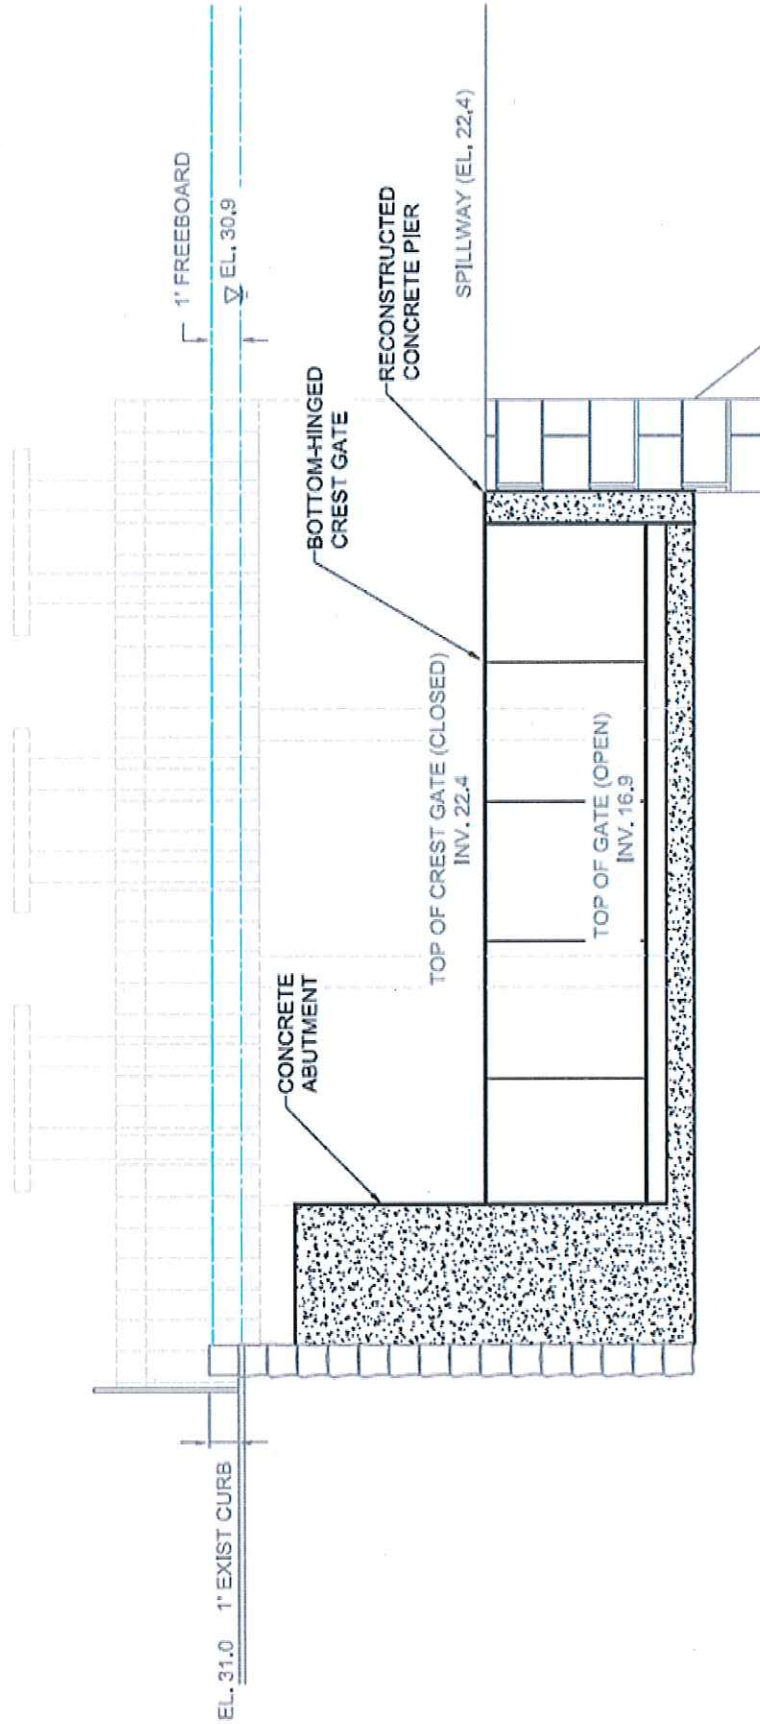 EL. 31.0 1' EXIST CURB
CONCRETE
ABUTMENT
TOP OF CREST GATE (CLOSED)
INV. 22.4
TOP OF GATE (OPEN)
INV. 16.9
BOTTOM-HINGED
CREST GATE
1' FREEBOARD
EL. 30.9
RECONSTRUCTED
CONCRETE PIER
SPILLWAY (EL. 22.4)